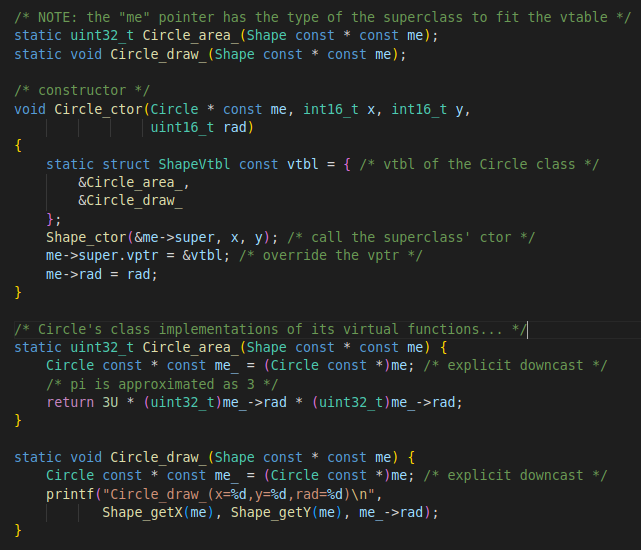 /* NOTE: the "me" pointer has the type of the superclass to fit the vtable */
static uint32_t Circle_area_(Shape const * const me);
static void Circle_draw_(Shape const * const me);

/* constructor */
void Circle_ctor(Circle * const me, int16_t x, int16_t y,
                 uint16_t rad)
{
    static struct ShapeVtbl const vtbl = { /* vtbl of the Circle class */
        &Circle_area_,
        &Circle_draw_
    };
    Shape_ctor(&me->super, x, y); /* call the superclass' ctor */
    me->super.vptr = &vtbl; /* override the vptr */
    me->rad = rad;
}

/* Circle's class implementations of its virtual functions... */
static uint32_t Circle_area_(Shape const * const me) {
    Circle const * const me_ = (Circle const *)me; /* explicit downcast */
    /* pi is approximated as 3 */
    return 3U * (uint32_t)me_->rad * (uint32_t)me_->rad;
}

static void Circle_draw_(Shape const * const me) {
    Circle const * const me_ = (Circle const *)me; /* explicit downcast */
    printf("Circle_draw_(x=%d,y=%d,rad=%d)\n",
           Shape_getX(me), Shape_getY(me), me_->rad);
}